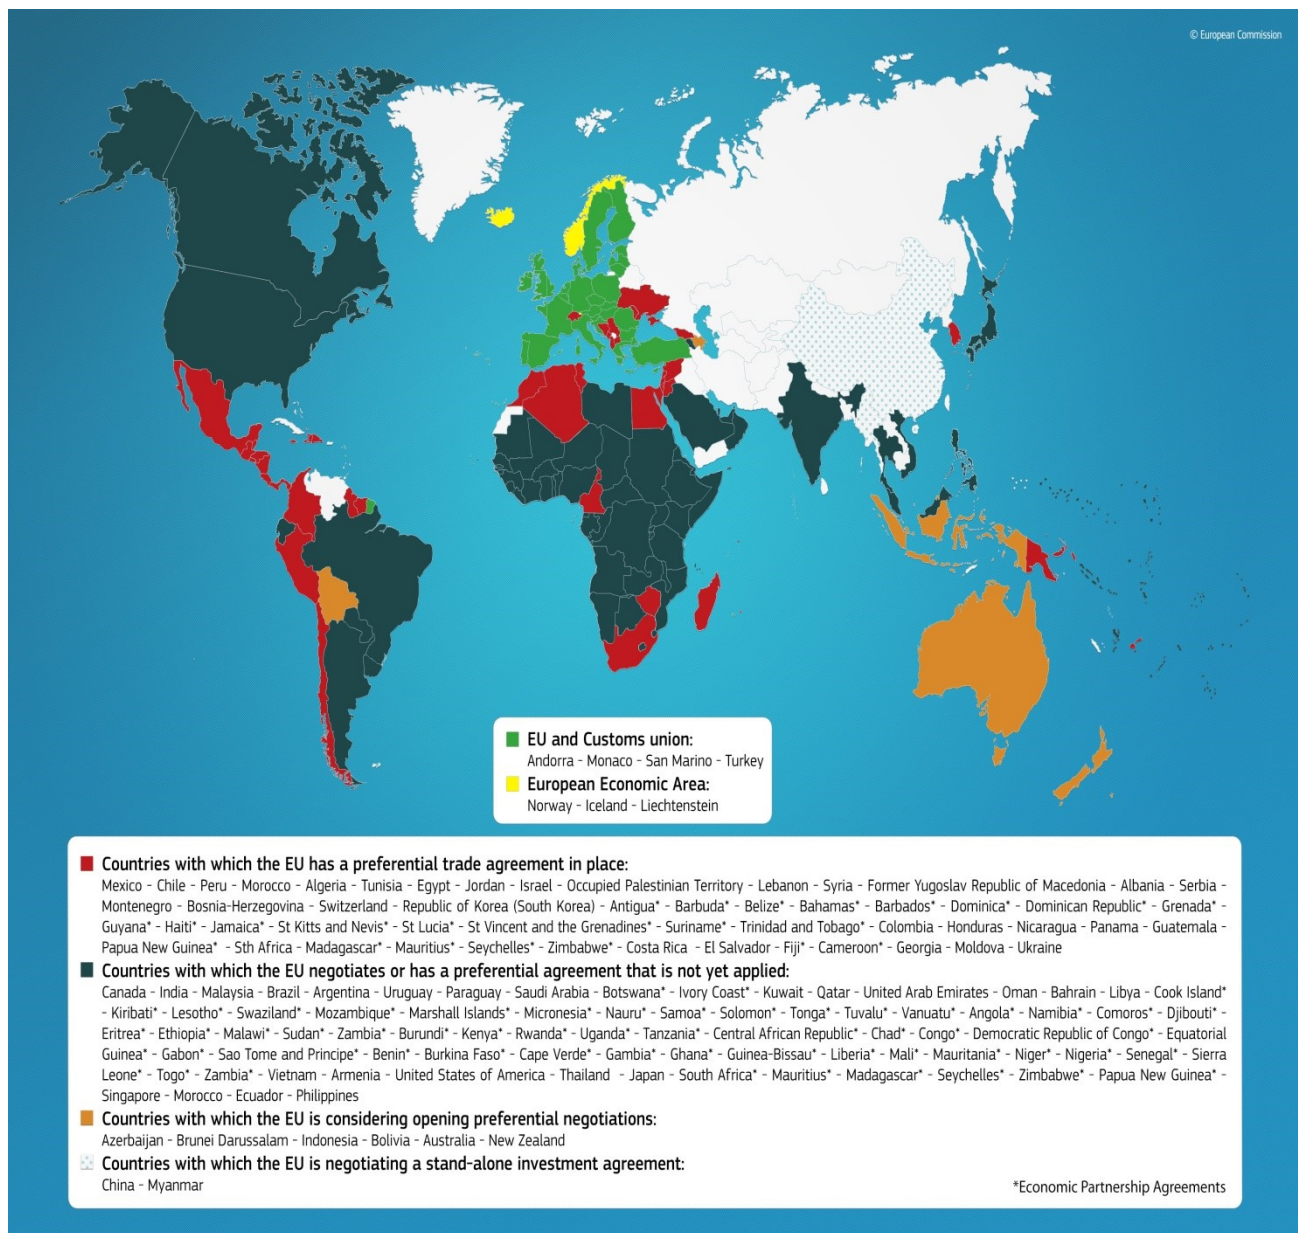 © European Commission
EU and Customs union:
Andorra - Monaco - San Marino - Turkey
European Economic Area:
Norway - Iceland - Liechtenstein
Countries with which the EU has a preferential trade agreement in place:
Mexico - Chile - Peru - Morocco - Algeria - Tunisia - Egypt - Jordan - Israel - Occupied Palestinian Territory - Lebanon - Syria - Former Yugoslav Republic of Macedonia - Albania - Serbia -
Montenegro - Bosnia-Herzegovina - Switzerland - Republic of Korea (South Korea) - Antigua* - Barbuda* - Belize* - Bahamas* - Barbados* - Dominica* - Dominican Republic* - Grenada* -
Guyana* - Haiti* - Jamaica* - St Kitts and Nevis* - St Lucia* - St Vincent and the Grenadines* - Suriname* - Trinidad and Tobago* - Colombia - Honduras - Nicaragua - Panama - Guatemala -
Papua New Guinea* - Sth Africa - Madagascar* - Mauritius* - Seychelles* - Zimbabwe* - Costa Rica - El Salvador - Fiji* - Cameroon* - Georgia - Moldova - Ukraine
Countries with which the EU negotiates or has a preferential agreement that is not yet applied:
Canada - India - Malaysia - Brazil - Argentina - Uruguay - Paraguay - Saudi Arabia - Botswana* - Ivory Coast* - Kuwait - Qatar - United Arab Emirates - Oman - Bahrain - Libya - Cook Island*
- Kiribati* - Lesotho* - Swaziland* - Mozambique* - Marshall Islands* - Micronesia* - Nauru* - Samoa* - Solomon* - Tonga* - Tuvalu* - Vanuatu* - Angola* - Namibia* - Comoros* - Djibouti* -
Eritrea* - Ethiopia* - Malawi* - Sudan* - Zambia* - Burundi* - Kenya* - Rwanda* - Uganda* - Tanzania* - Central African Republic* - Chad* - Congo* - Democratic Republic of Congo* - Equatorial
Guinea* - Gabon* - Sao Tome and Principe* - Benin* - Burkina Faso* - Cape Verde* - Gambia* - Ghana* - Guinea-Bissau* - Liberia* - Mali* - Mauritania* - Niger* - Nigeria* - Senegal* - Sierra
Leone* - Togo* - Zambia* - Vietnam - Armenia - United States of America - Thailand - Japan - South Africa* - Mauritius* - Madagascar* - Seychelles* - Zimbabwe* - Papua New Guinea* -
Singapore - Morocco - Ecuador - Philippines
Countries with which the EU is considering opening preferential negotiations:
Azerbaijan - Brunei Darussalam - Indonesia - Bolivia - Australia - New Zealand
Countries with which the EU is negotiating a stand-alone investment agreement:
China - Myanmar
*Economic Partnership Agreements